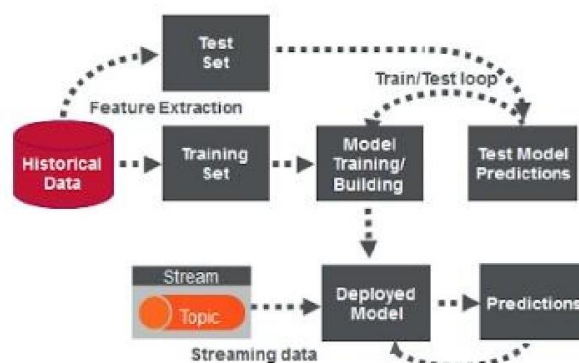 Test
Set
Train/Test loop
Feature Extraction
Historical
Data
Training
Set
Model
Training/
Building
Test Model
Predictions
Stream
Topic
Deployed
Model
Predictions
Streaming data